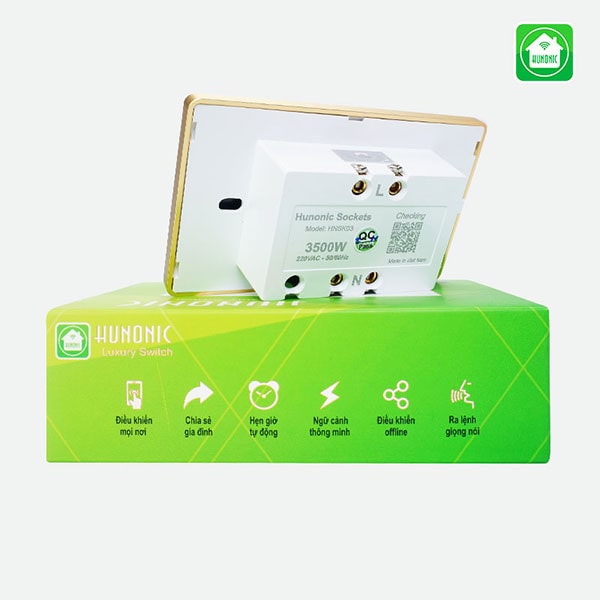 HUNONIC
L
Hunonic Sockets
Checking
Model: HNSK03
QC
PASS
3500W
220VAC - 50/60Hz
Made in Viet Nam
N
HUNONIC
HUNONIC
HUNONIC
Luxury Switch
Điều khiển
mọi nơi
Chia sẻ
gia đình
Hẹn giờ
tự động
Ngữ cảnh
thông minh
Điều khiển
offline
Ra lệnh
giọng nói